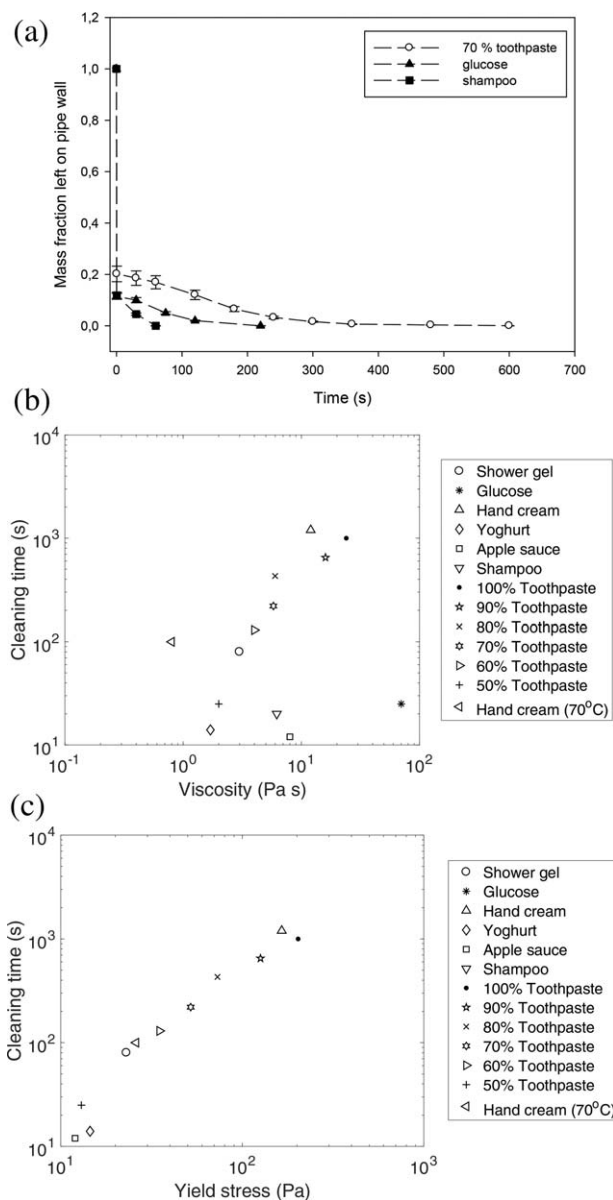 (a)
1,2
1,0
0,8
0,6
0,4
0,2
0,0
Mass fraction left on pipe wall
70 % toothpaste
glucose
shampoo
0 100 200 300 400 500 600 700
Time (s)
(b)
10^4
10^3
10^2
10^1
Cleaning time (s)
10^-1 10^0 10^1 10^2
Viscosity (Pa s)
Shower gel
Glucose
Hand cream
Yoghurt
Apple sauce
Shampoo
100% Toothpaste
90% Toothpaste
80% Toothpaste
70% Toothpaste
60% Toothpaste
50% Toothpaste
Hand cream (70°C)
(c)
10^4
10^3
10^2
10^1
Cleaning time (s)
10^1 10^2 10^3
Yield stress (Pa)
Shower gel
Glucose
Hand cream
Yoghurt
Apple sauce
Shampoo
100% Toothpaste
90% Toothpaste
80% Toothpaste
70% Toothpaste
60% Toothpaste
50% Toothpaste
Hand cream (70°C)